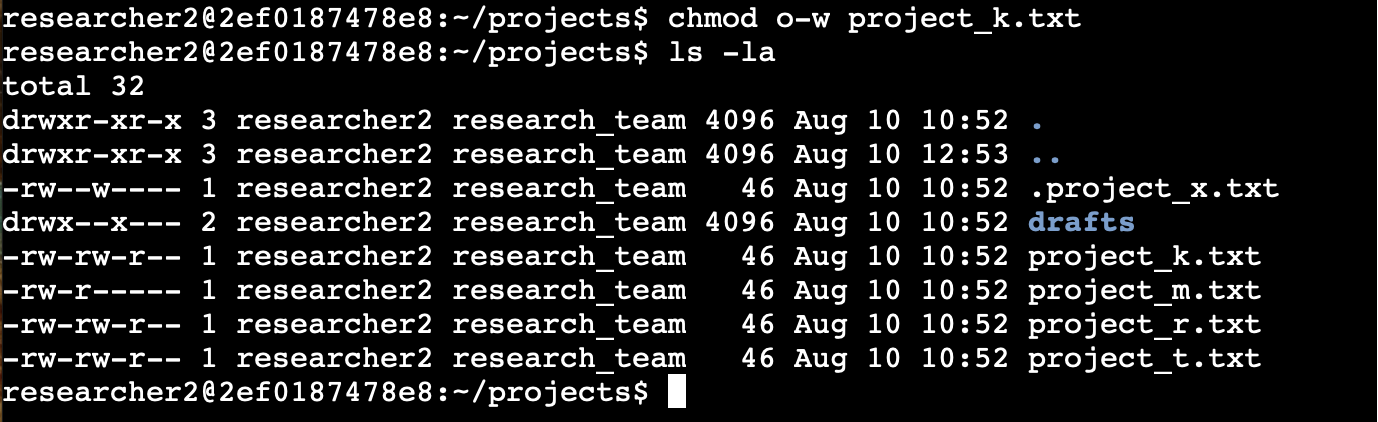 researcher2@2ef0187478e8:~/projects$ chmod o-w project_k.txt
researcher2@2ef0187478e8:~/projects$ ls -la
total 32
drwxr-xr-x 3 researcher2 research_team 4096 Aug 10 10:52 .
drwxr-xr-x 3 researcher2 research_team 4096 Aug 10 12:53 ..
-rw--w---- 1 researcher2 research_team   46 Aug 10 10:52 .project_x.txt
drwx--x--- 2 researcher2 research_team 4096 Aug 10 10:52 drafts
-rw-rw-r-- 1 researcher2 research_team   46 Aug 10 10:52 project_k.txt
-rw-r----- 1 researcher2 research_team   46 Aug 10 10:52 project_m.txt
-rw-rw-r-- 1 researcher2 research_team   46 Aug 10 10:52 project_r.txt
-rw-rw-r-- 1 researcher2 research_team   46 Aug 10 10:52 project_t.txt
researcher2@2ef0187478e8:~/projects$